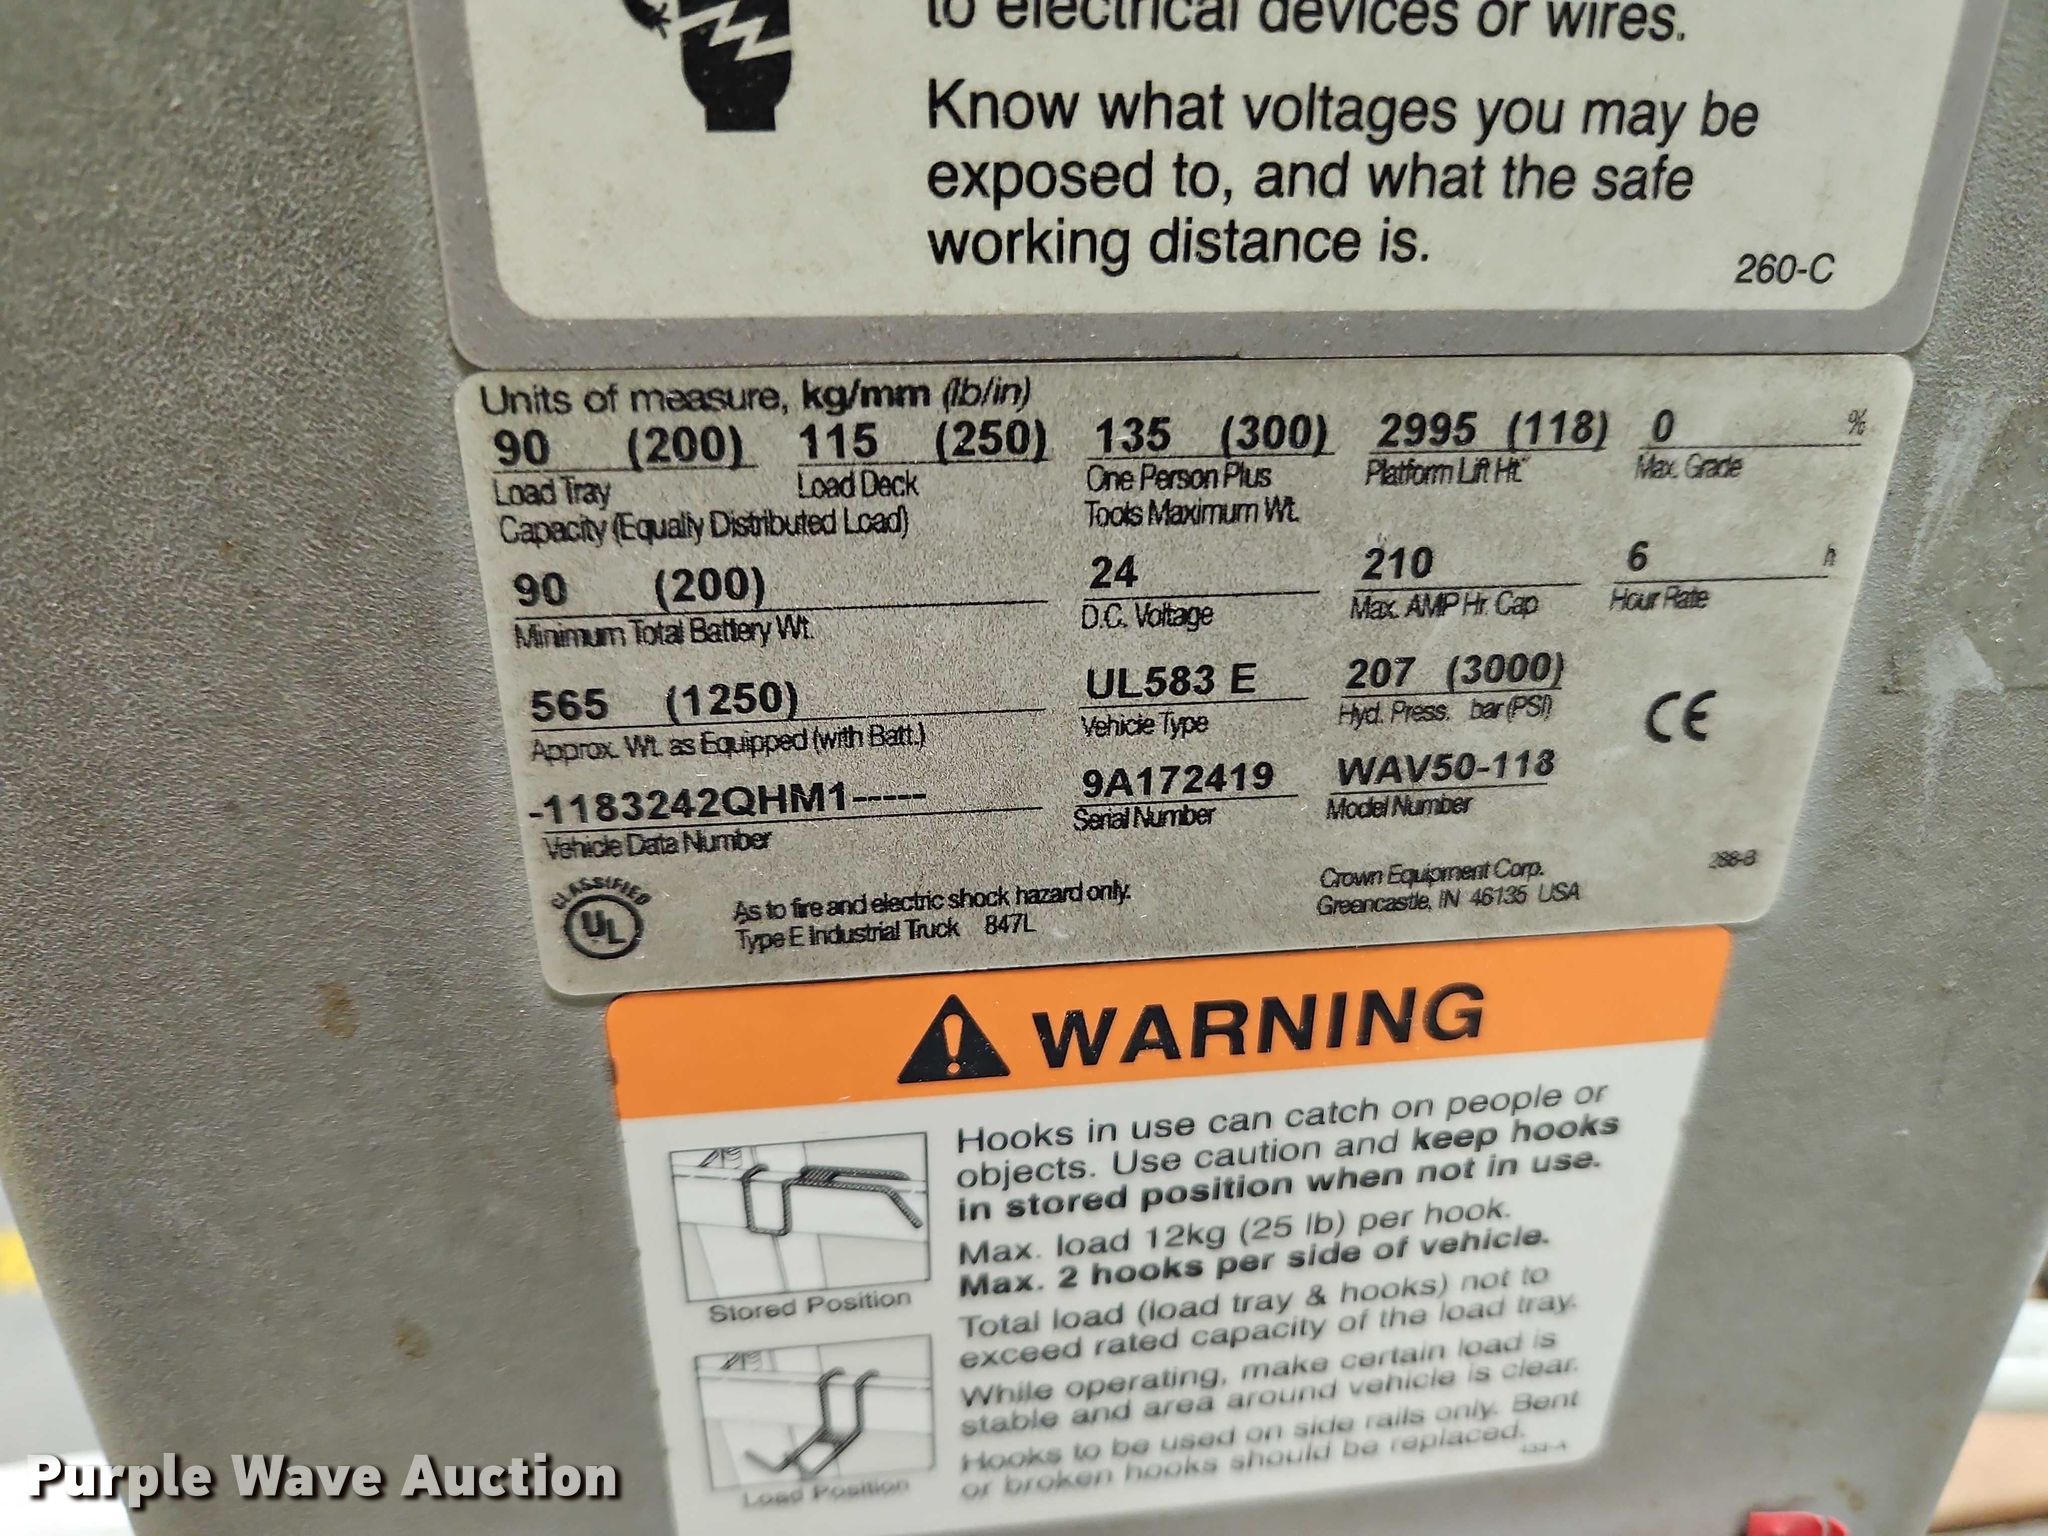 to electrical devices or wires.
Know what voltages you may be
exposed to, and what the safe
working distance is.
260-C
Units of measure, kg/mm (lb/in)
90 (200) 115 (250) 135 (300) 2995 (118) 0 %
Load Tray Load Deck One Person Plus Platform Lift Ht. Max. Grade
Capacity (Equally Distributed Load) Tools Maximum Wt.
90 (200) 24 210 6 h
Minimum Total Battery Wt. D.C. Voltage Max. AMP Hr. Cap Hour Rate
565 (1250) UL583 E 207 (3000)
Approx. Wt. as Equipped (with Batt.) Vehicle Type Hyd. Press. bar (PSI)
CE
-1183242QHM1----- 9A172419 WAV50-118
Vehicle Data Number Serial Number Model Number
CLASSIFIED
UL
As to fire and electric shock hazard only.
Type E Industrial Truck 847L
Crown Equipment Corp.
Greencastle, IN 46135 USA
288-B
WARNING
Hooks in use can catch on people or
objects. Use caution and keep hooks
in stored position when not in use.
Max. load 12kg (25 lb) per hook.
Max. 2 hooks per side of vehicle.
Total load (load tray & hooks) not to
exceed rated capacity of the load tray.
While operating, make certain load is
stable and area around vehicle is clear.
Hooks to be used on side rails only. Bent
or broken hooks should be replaced.
Stored Position
Load Position
Purple Wave Auction